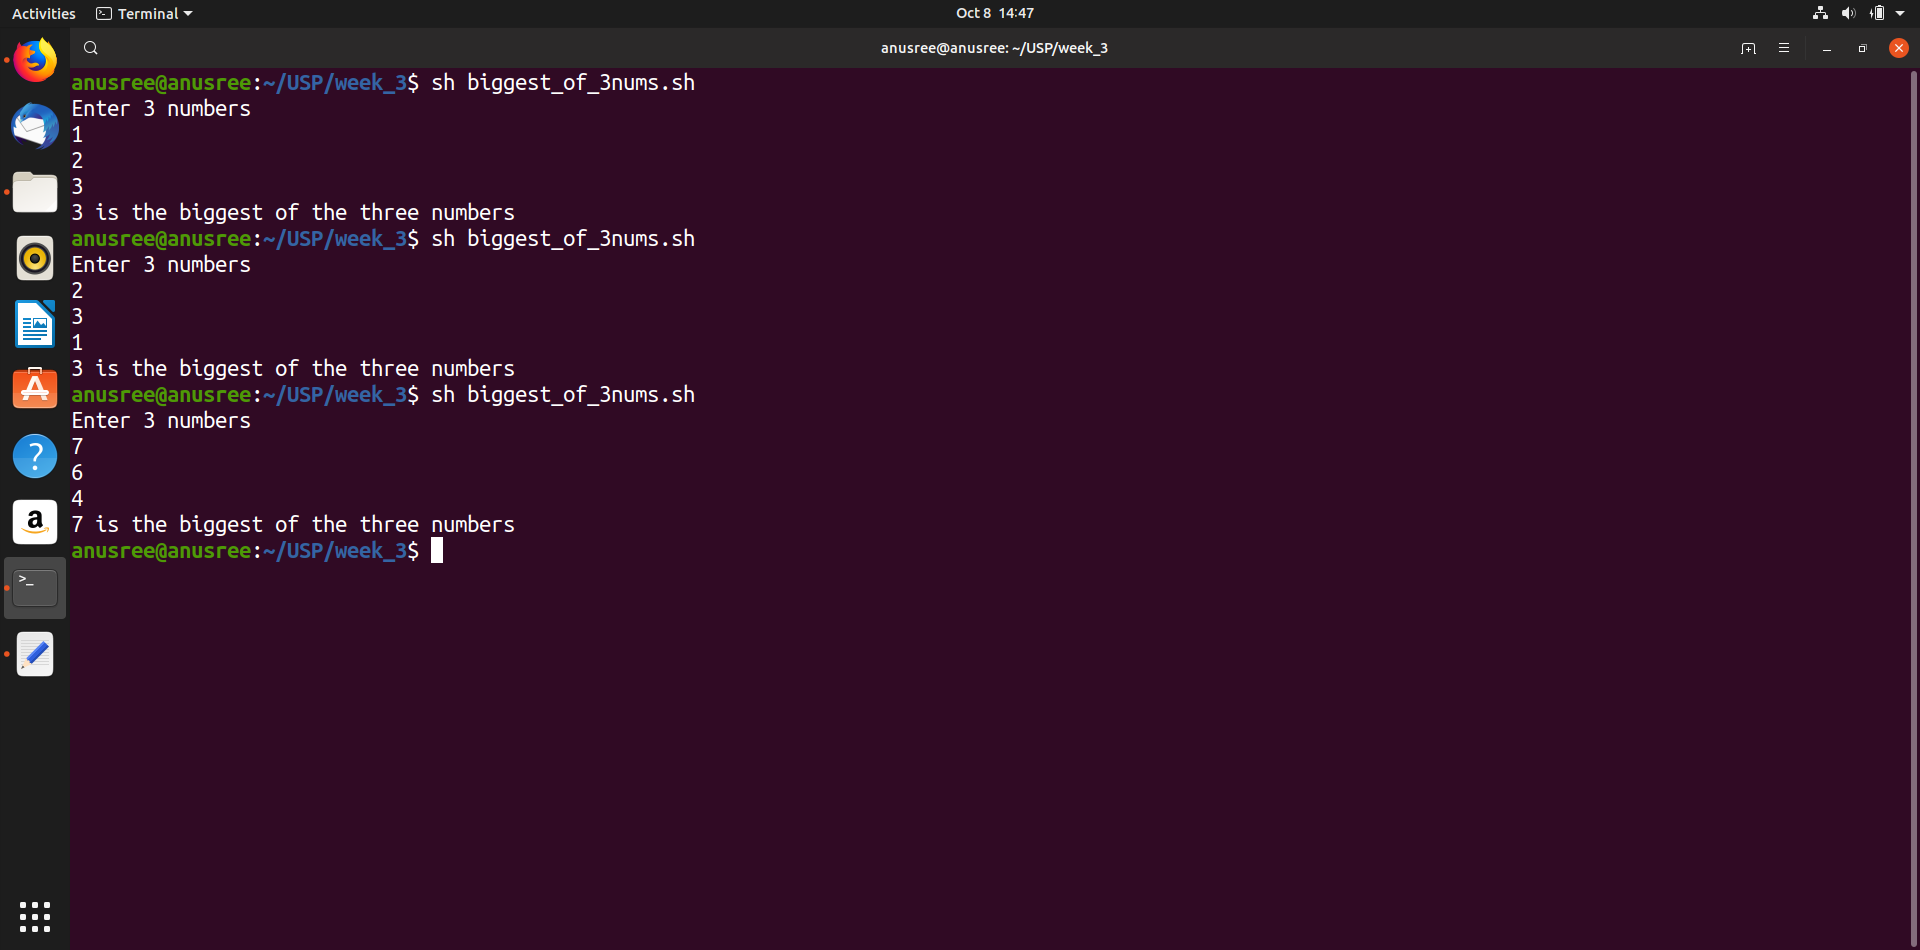 Activities Terminal Oct 8 14:47
anusree@anusree: ~/USP/week_3
anusree@anusree:~/USP/week_3$ sh biggest_of_3nums.sh
Enter 3 numbers
1
2
3
3 is the biggest of the three numbers
anusree@anusree:~/USP/week_3$ sh biggest_of_3nums.sh
Enter 3 numbers
2
3
1
3 is the biggest of the three numbers
anusree@anusree:~/USP/week_3$ sh biggest_of_3nums.sh
Enter 3 numbers
7
6
4
7 is the biggest of the three numbers
anusree@anusree:~/USP/week_3$